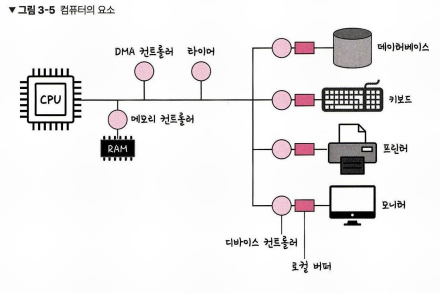 ▼ 그림 3-5 컴퓨터의 요소
DMA 컨트롤러
타이머
데이터베이스
CPU
키보드
메모리 컨트롤러
RAM
프린터
모니터
디바이스 컨트롤러
로컬 버퍼